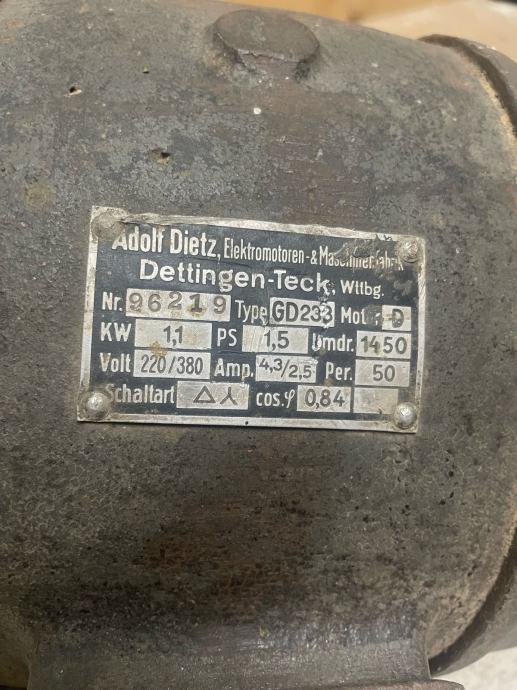 Adolf Dietz, Elektromotoren-& Maschinenfabrik
Dettingen-Teck, Wttbg.
Nr. 96219 Type GD233 Mot. D
KW 1,1 PS 1,5 Umdr. 1450
Volt 220/380 Amp. 4,3/2,5 Per. 50
Schaltart △ 人 cos.φ 0,84